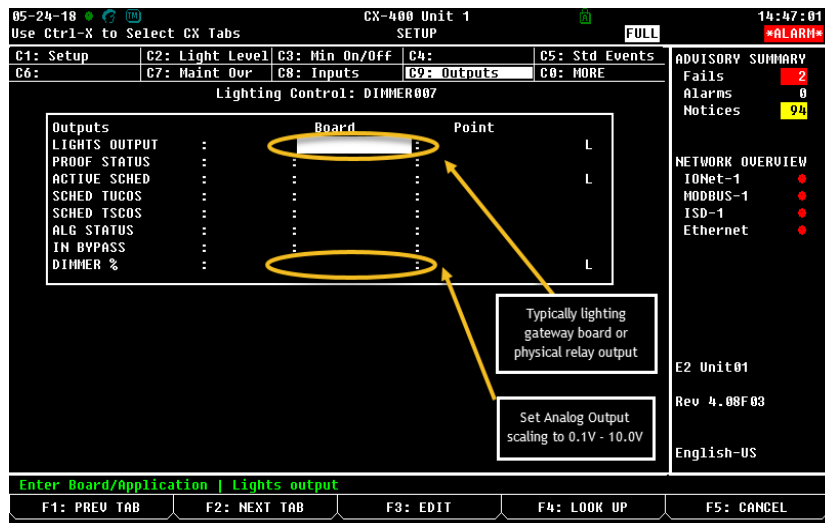 05-24-18 TM CX-400 Unit 1 14:47:01
Use Ctrl-X to Select CX Tabs SETUP FULL *ALARM*
C1: Setup C2: Light Level C3: Min On/Off C4: C5: Std Events
C6: C7: Maint Ovr C8: Inputs C9: Outputs C0: MORE
Lighting Control: DIMMER007
Outputs Board Point
LIGHTS OUTPUT : : : L
PROOF STATUS : : :
ACTIVE SCHED : : : L
SCHED TUCOS : : :
SCHED TSCOS : : :
ALG STATUS : : :
IN BYPASS : : :
DIMMER % : : L
Typically lighting
gateway board or
physical relay output
Set Analog Output
scaling to 0.1V - 10.0V
ADVISORY SUMMARY
Fails 2
Alarms 0
Notices 94
NETWORK OVERVIEW
IONet-1
MODBUS-1
ISD-1
Ethernet
E2 Unit01
Rev 4.08F03
English-US
Enter Board/Application | Lights output
F1: PREV TAB F2: NEXT TAB F3: EDIT F4: LOOK UP F5: CANCEL